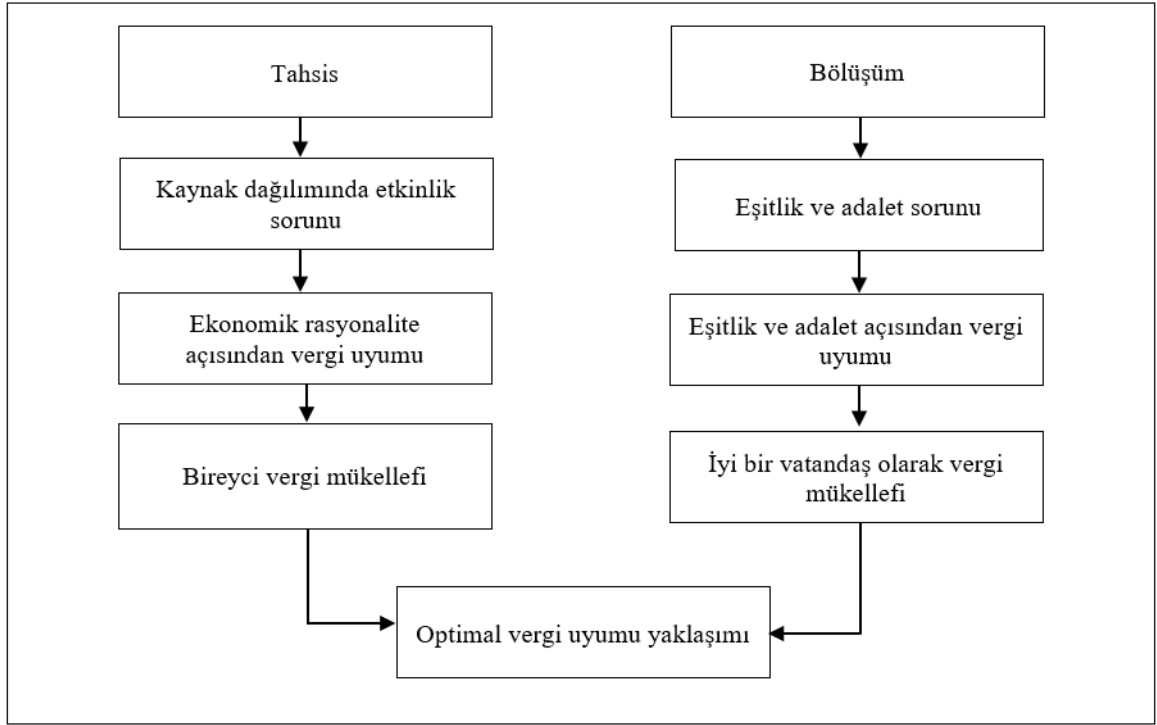 Tahsis
Kaynak dağılımında etkinlik
sorunu
Ekonomik rasyonalite
açısından vergi uyumu
Bireyci vergi mükellefi
Bölüşüm
Eşitlik ve adalet sorunu
Eşitlik ve adalet açısından vergi
uyumu
İyi bir vatandaş olarak vergi
mükellefi
Optimal vergi uyumu yaklaşımı